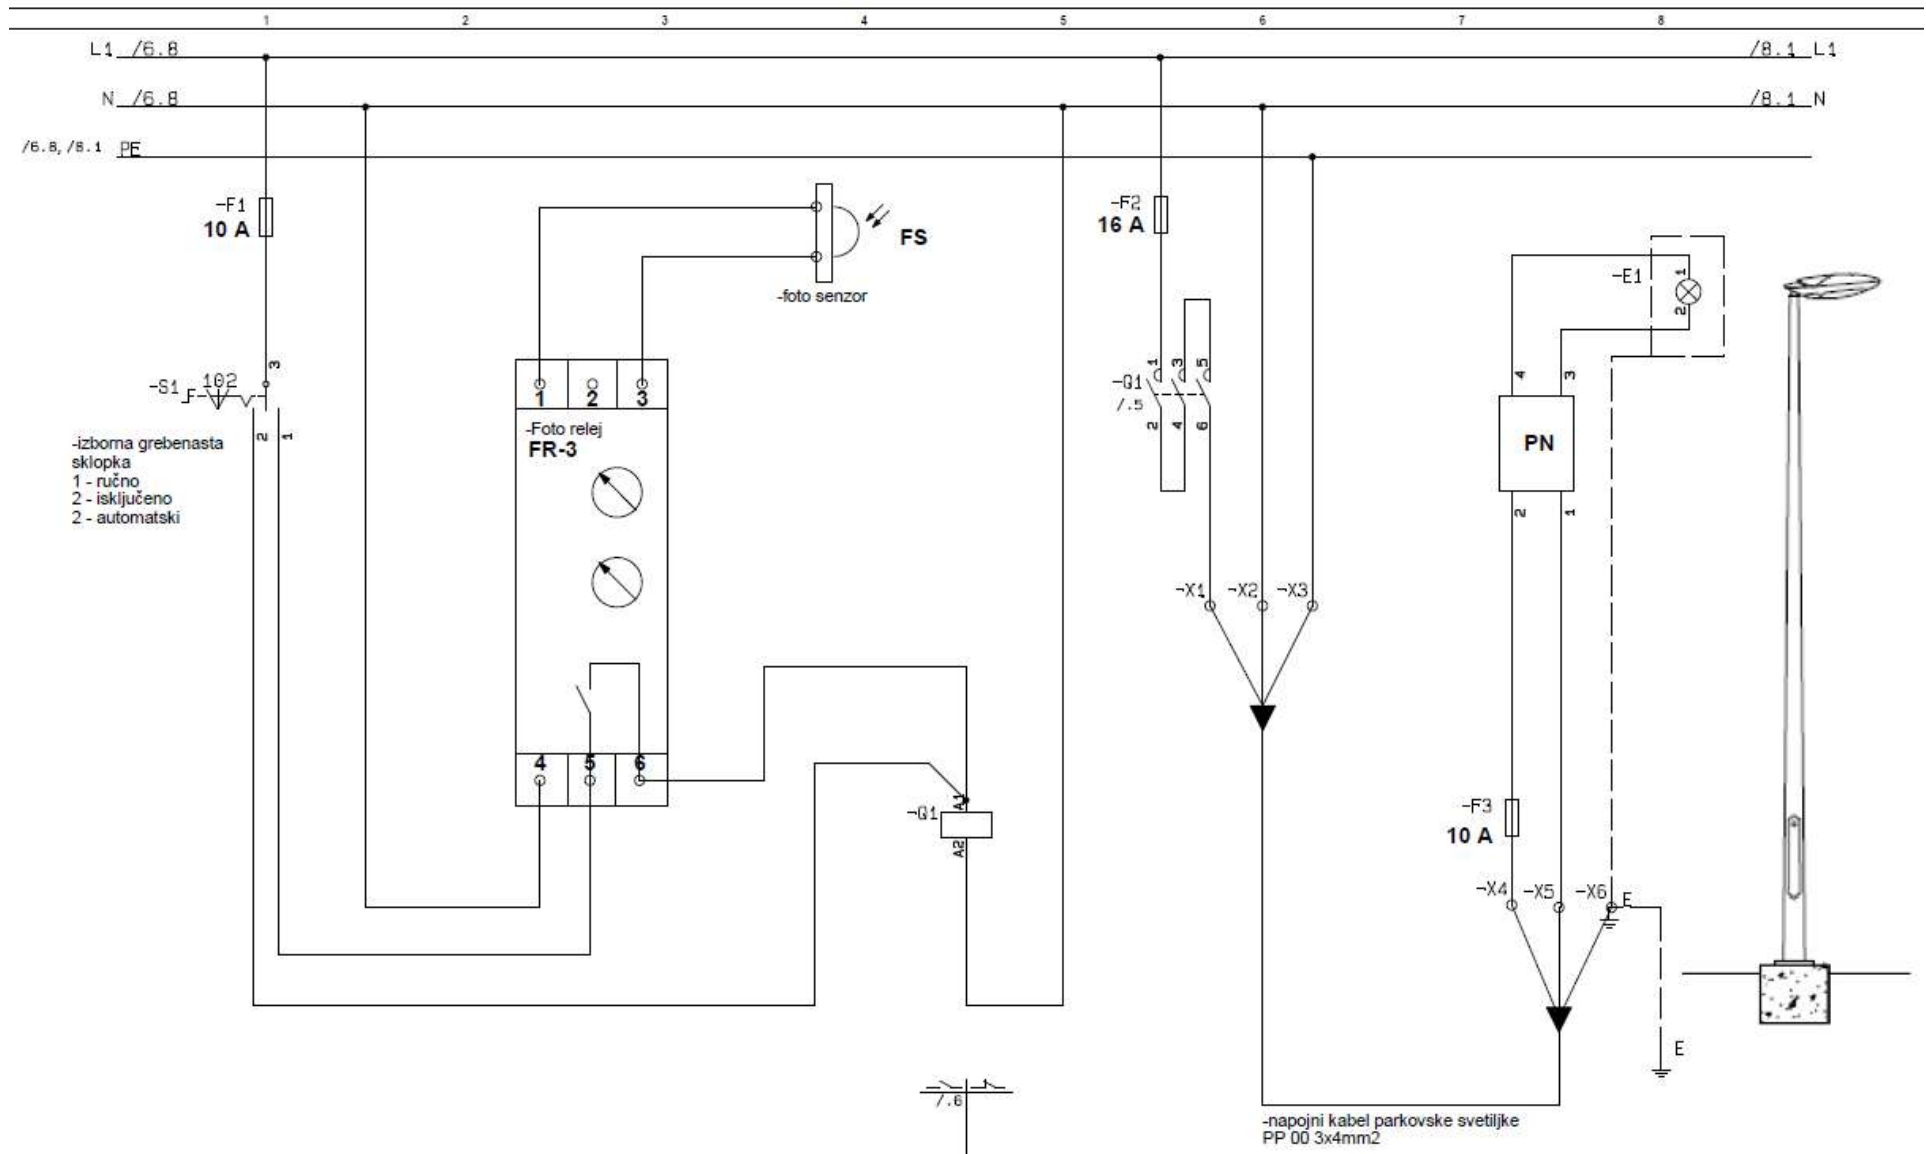 1 2 3 4 5 6 7 8
L1 /6.8 /8.1 L1
N /6.8 /8.1 N
/6.8, /8.1 PE
-F1
10 A
FS
-foto senzor
-F2
16 A
-E1
1
2
3
-S1 102
2 1
-izborna grebenasta
sklopka
1 - ručno
2 - isključeno
2 - automatski
1 2 3
-Foto relej
FR-3
4 5 6
1 3 5
-Q1
/.5
2 4 6
4 3
PN
2 1
-X1 -X2 -X3
A1
-Q1
A2
-F3
10 A
-X4 -X5 -X6 E
E
/.6
-napojni kabel parkovske svetiljke
PP 00 3x4mm2